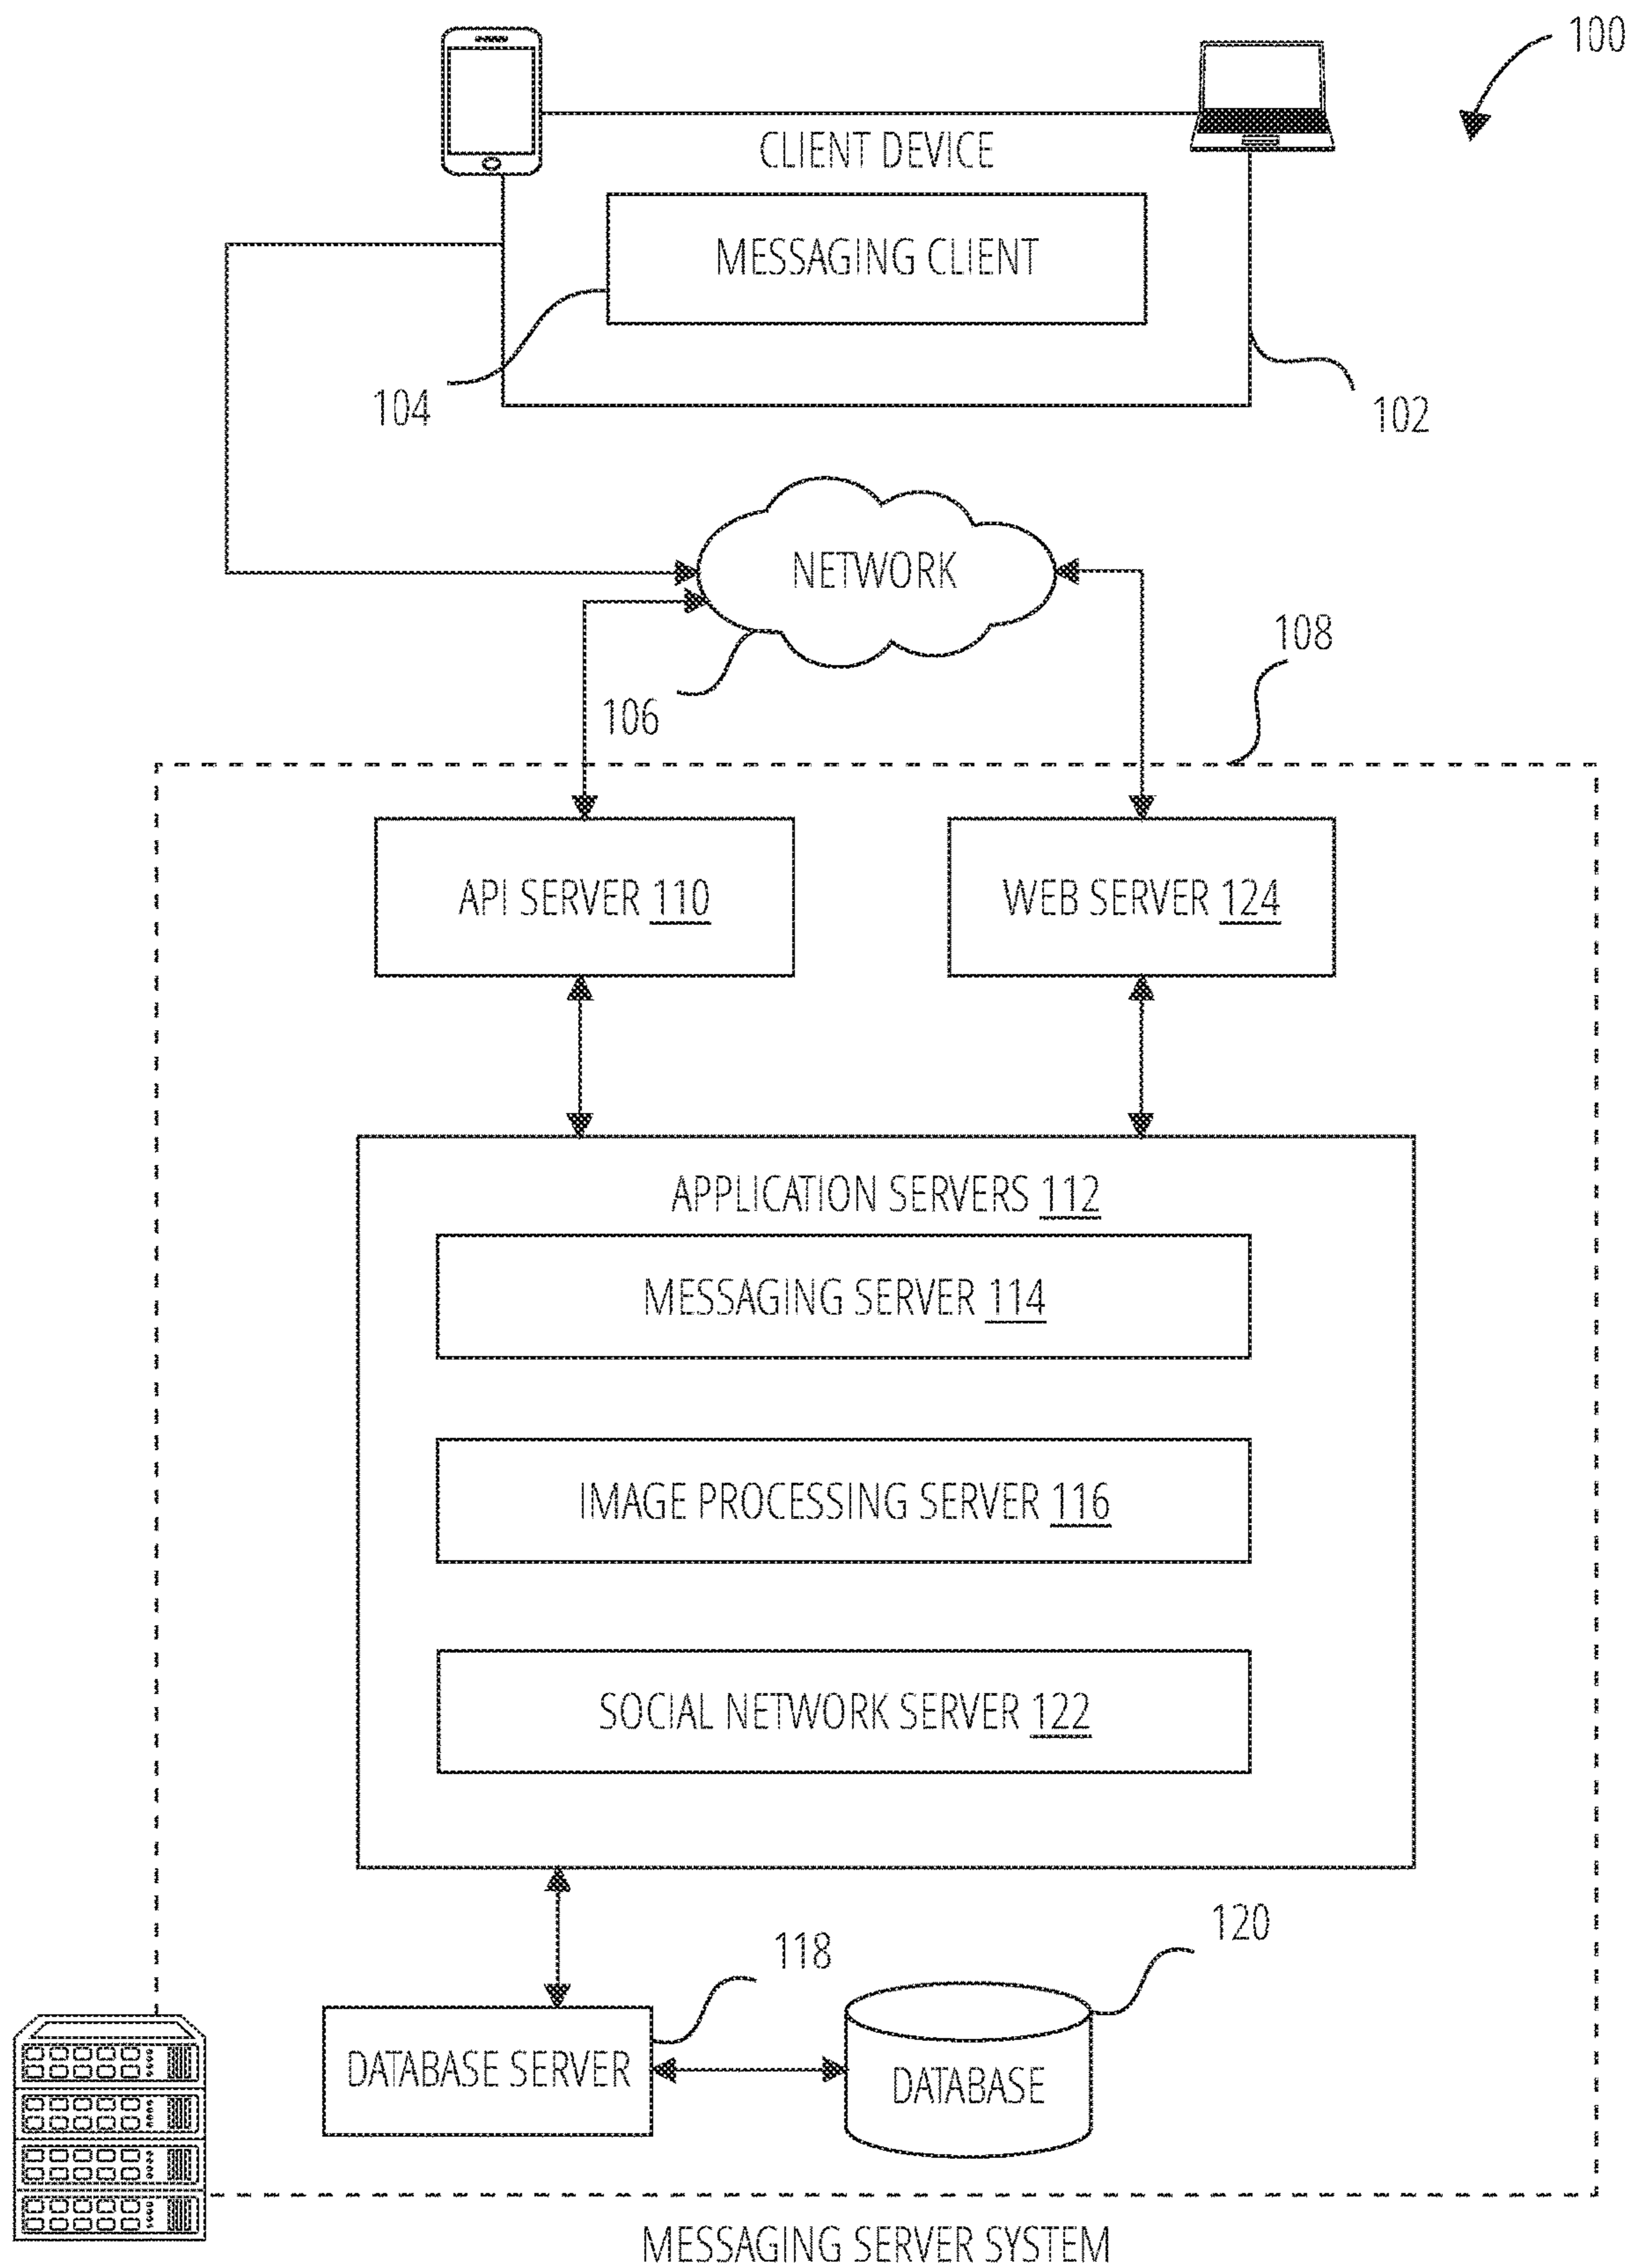 100
CLIENT DEVICE
MESSAGING CLIENT
104
102
NETWORK
106
108
API SERVER 110
WEB SERVER 124
APPLICATION SERVERS 112
MESSAGING SERVER 114
IMAGE PROCESSING SERVER 116
SOCIAL NETWORK SERVER 122
118
120
DATABASE SERVER
DATABASE
MESSAGING SERVER SYSTEM